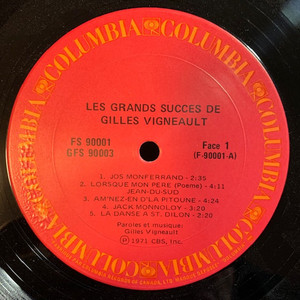 COLUMBIA COLUMBIA COLUMBIA COLUMBIA COLUMBIA COLUMBIA
LES GRANDS SUCCES DE
GILLES VIGNEAULT
FS 90001
GFS 90003
Face 1
(F-90001-A)
1. JOS MONFERRAND - 2:35
2. LORSQUE MON PERE (Poème) - 4:11
JEAN-DU-SUD
3. AM'NEZ-EN D'LA PITOUNE - 4:24
4. JACK MONNOLOY - 3:20
5. LA DANSE A ST. DILON - 2:20
Paroles et musique:
Gilles Vigneault
Ⓟ 1971 CBS, Inc.